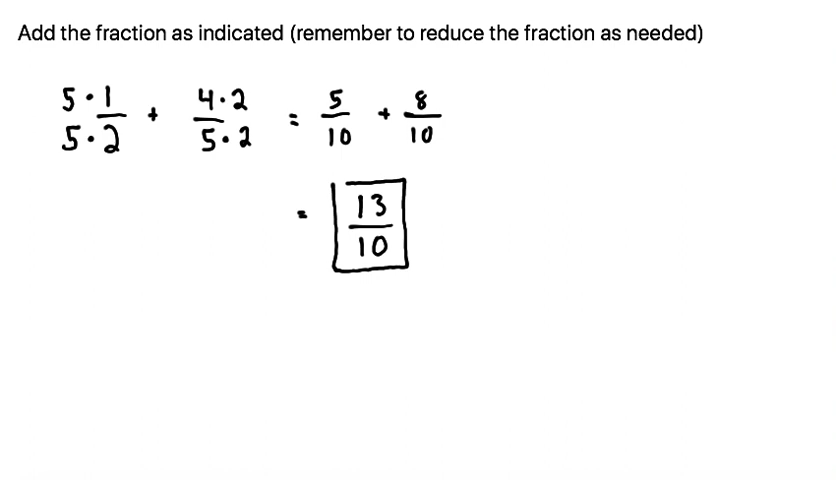 Add the fraction as indicated (remember to reduce the fraction as needed)
5·1/5·2 + 4·2/5·2 = 5/10 + 8/10
= 13/10